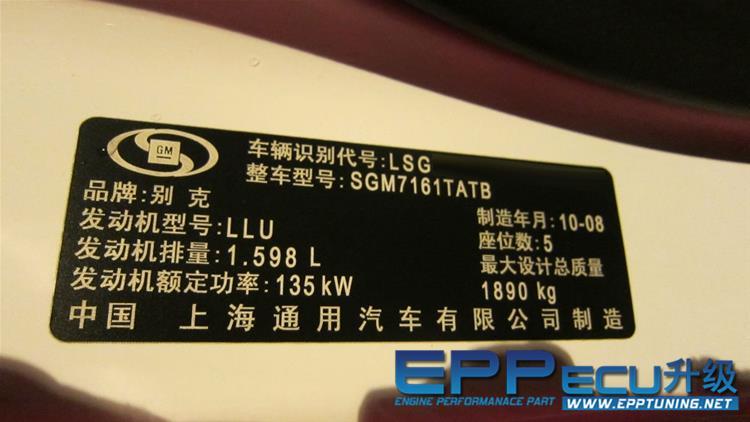 GM
车辆识别代号:LSG
整车型号:SGM7161TATB
品牌:别 克
发动机型号:LLU
制造年月:10-08
发动机排量:1.598 L
座位数:5
发动机额定功率:135kW
最大设计总质量
1890 kg
中国 上海通用汽车有限公司制造
EPP ECU升级
ENGINE PERFORMANACE PART
WWW.EPPTUNING.NET